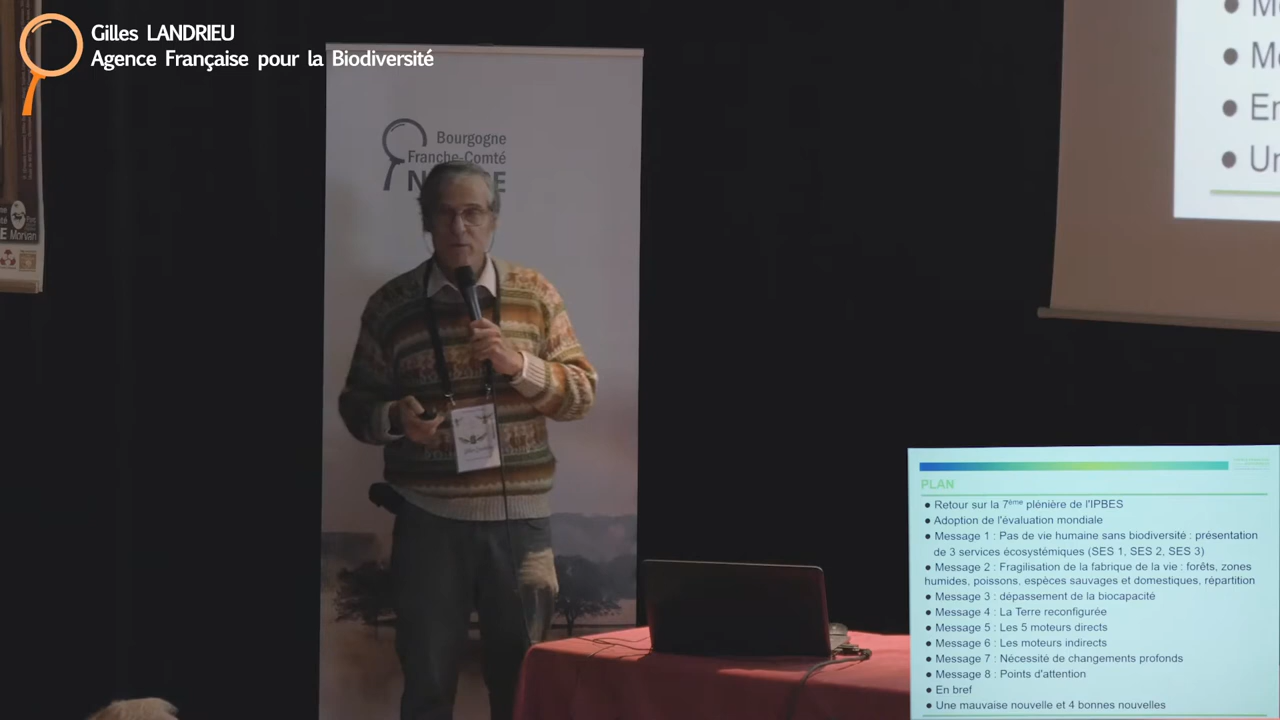 Gilles LANDRIEU
Agence Française pour la Biodiversité
Bourgogne
Franche-Comté
Morvan
PLAN
● Retour sur la 7ème plénière de l'IPBES
● Adoption de l'évaluation mondiale
● Message 1 : Pas de vie humaine sans biodiversité : présentation
de 3 services écosystémiques (SES 1, SES 2, SES 3)
● Message 2 : Fragilisation de la fabrique de la vie : forêts, zones
humides, poissons, espèces sauvages et domestiques, répartition
● Message 3 : dépassement de la biocapacité
● Message 4 : La Terre reconfigurée
● Message 5 : Les 5 moteurs directs
● Message 6 : Les moteurs indirects
● Message 7 : Nécessité de changements profonds
● Message 8 : Points d'attention
● En bref
● Une mauvaise nouvelle et 4 bonnes nouvelles